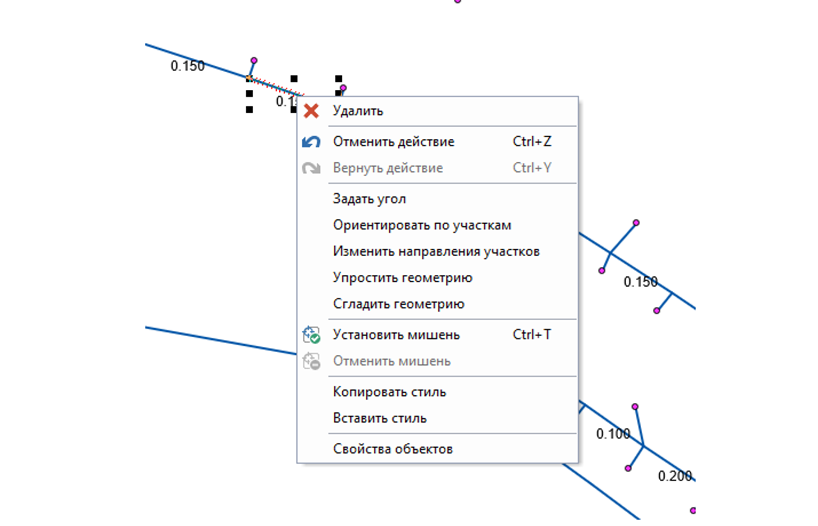 0.150
0.1
Удалить
Отменить действие Ctrl+Z
Вернуть действие Ctrl+Y
Задать угол
Ориентировать по участкам
Изменить направления участков
Упростить геометрию
Сгладить геометрию
0.150
Установить мишень Ctrl+T
Отменить мишень
Копировать стиль
Вставить стиль
0.100
Свойства объектов
0.200